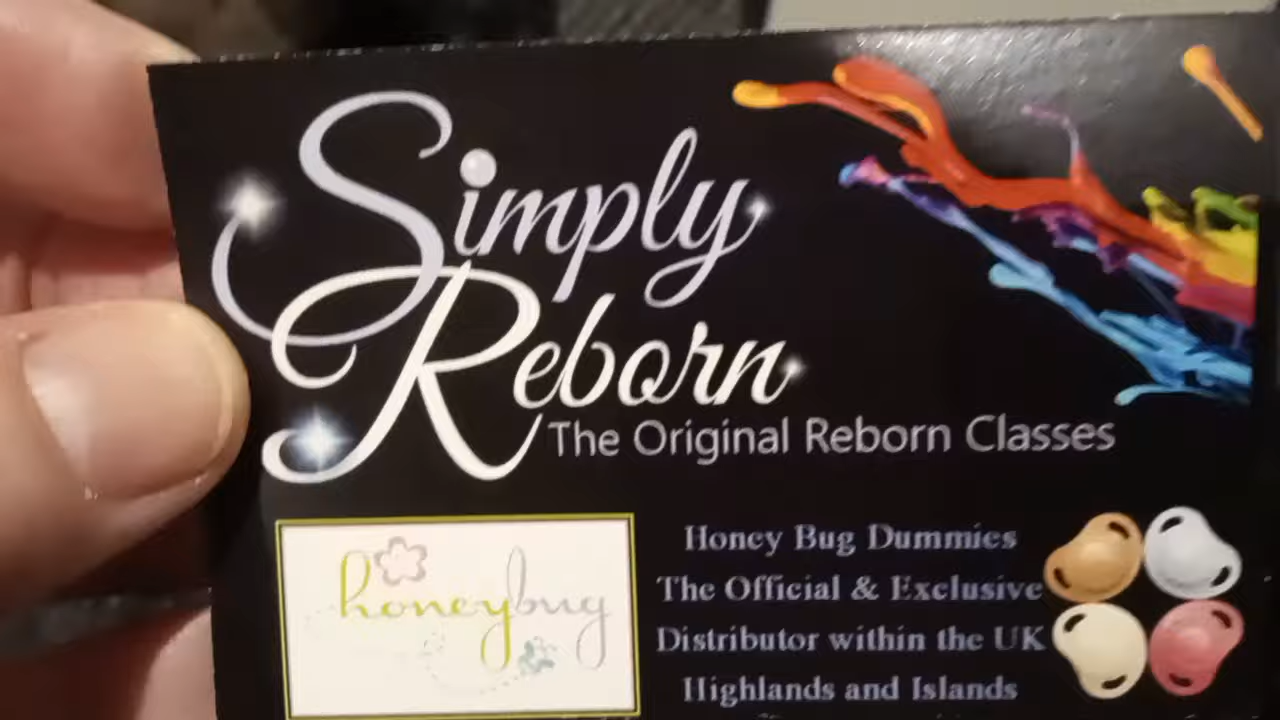 Simply
Reborn
The Original Reborn Classes
honeybug
Honey Bug Dummies
The Official & Exclusive
Distributor within the UK
Highlands and Islands